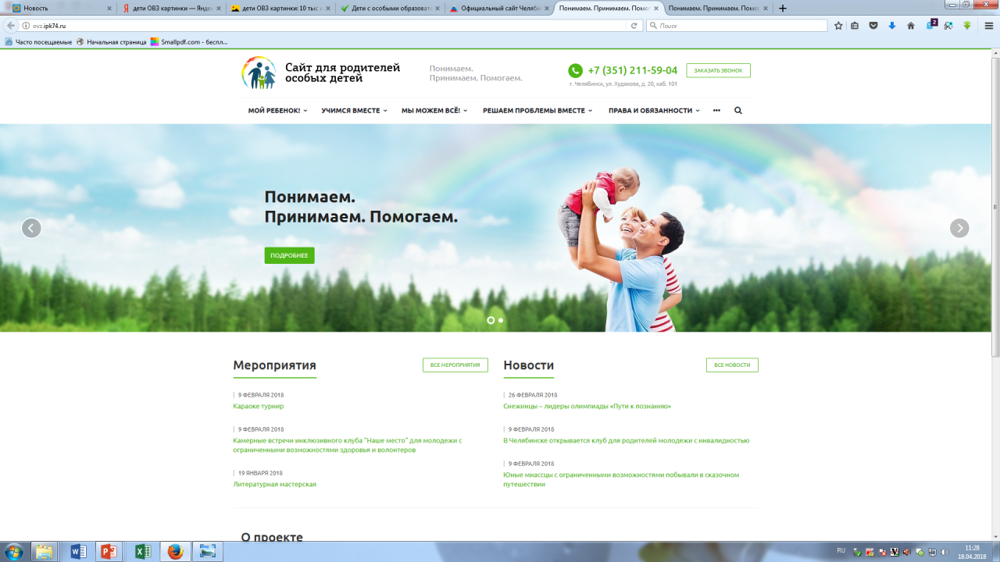 Новость
дети ОВЗ картинки — Яндек
дети ОВЗ картинки: 10 тыс и
Дети с особыми образоват
Официальный сайт Челяби
Понимаем. Принимаем. Помо
Понимаем. Принимаем. Помо
ovz.ipk74.ru
Поиск
2
Часто посещаемые
Начальная страница
Smallpdf.com - беспл...
Сайт для родителей
особых детей
Понимаем.
Принимаем. Помогаем.
+7 (351) 211-59-04
г. Челябинск, ул. Худякова, д. 20, каб. 101
ЗАКАЗАТЬ ЗВОНОК
МОЙ РЕБЕНОК!
УЧИМСЯ ВМЕСТЕ
МЫ МОЖЕМ ВСЁ!
РЕШАЕМ ПРОБЛЕМЫ ВМЕСТЕ
ПРАВА И ОБЯЗАННОСТИ
•••
Понимаем.
Принимаем. Помогаем.
ПОДРОБНЕЕ
Мероприятия
ВСЕ МЕРОПРИЯТИЯ
9 ФЕВРАЛЯ 2018
Караоке турнир
9 ФЕВРАЛЯ 2018
Камерные встречи инклюзивного клуба "Наше место" для молодежи с
ограниченными возможностями здоровья и волонтеров
19 ЯНВАРЯ 2018
Литературная мастерская
Новости
ВСЕ НОВОСТИ
26 ФЕВРАЛЯ 2018
Снежинцы – лидеры олимпиады «Пути к познанию»
9 ФЕВРАЛЯ 2018
В Челябинске открывается клуб для родителей молодежи с инвалидностью
9 ФЕВРАЛЯ 2018
Юные миассцы с ограниченными возможностями побывали в сказочном
путешествии
О проекте
RU
11:28
18.04.2018